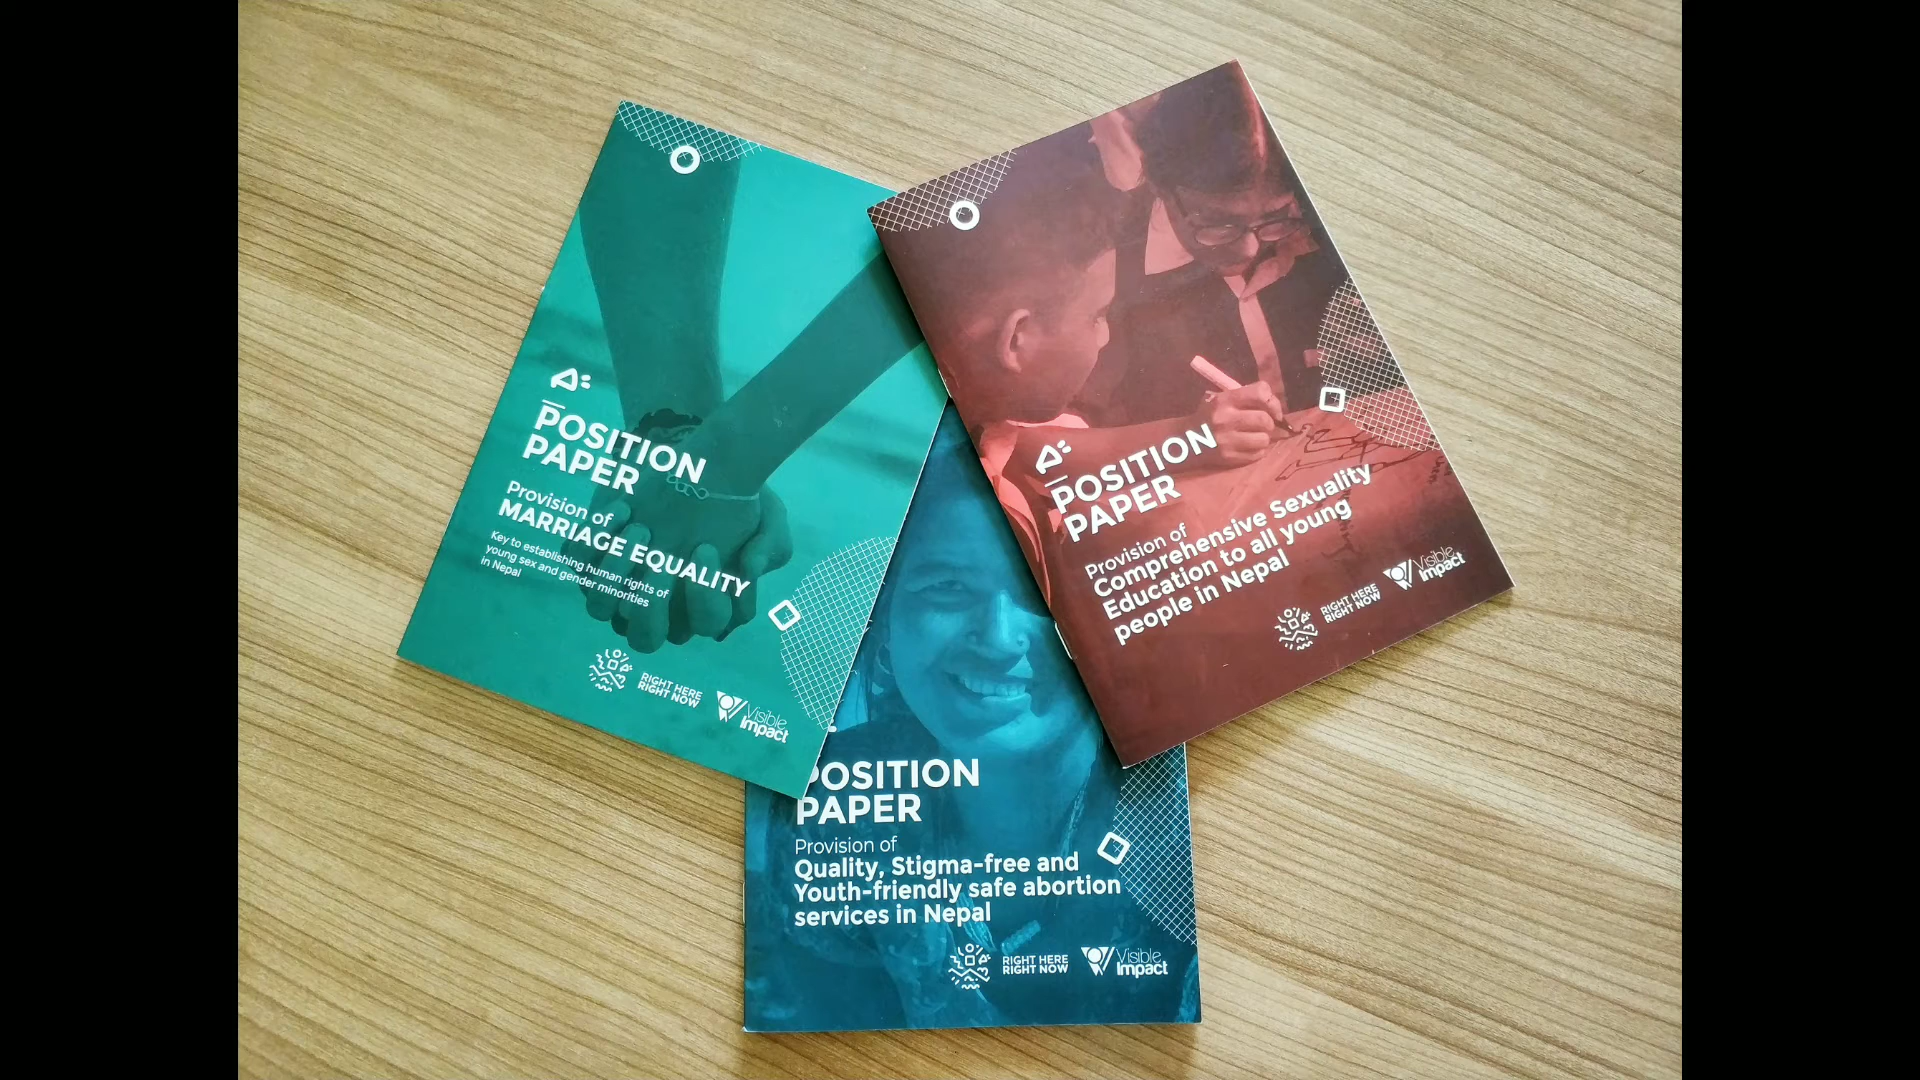 POSITION
PAPER
Provision of
MARRIAGE EQUALITY
Key to establishing human rights of
young sex and gender minorities
in Nepal
RIGHT HERE
RIGHT NOW
Visible
Impact
POSITION
PAPER
Provision of
Comprehensive Sexuality
Education to all young
people in Nepal
RIGHT HERE
RIGHT NOW
Visible
Impact
POSITION
PAPER
Provision of
Quality, Stigma-free and
Youth-friendly safe abortion
services in Nepal
RIGHT HERE
RIGHT NOW
Visible
Impact